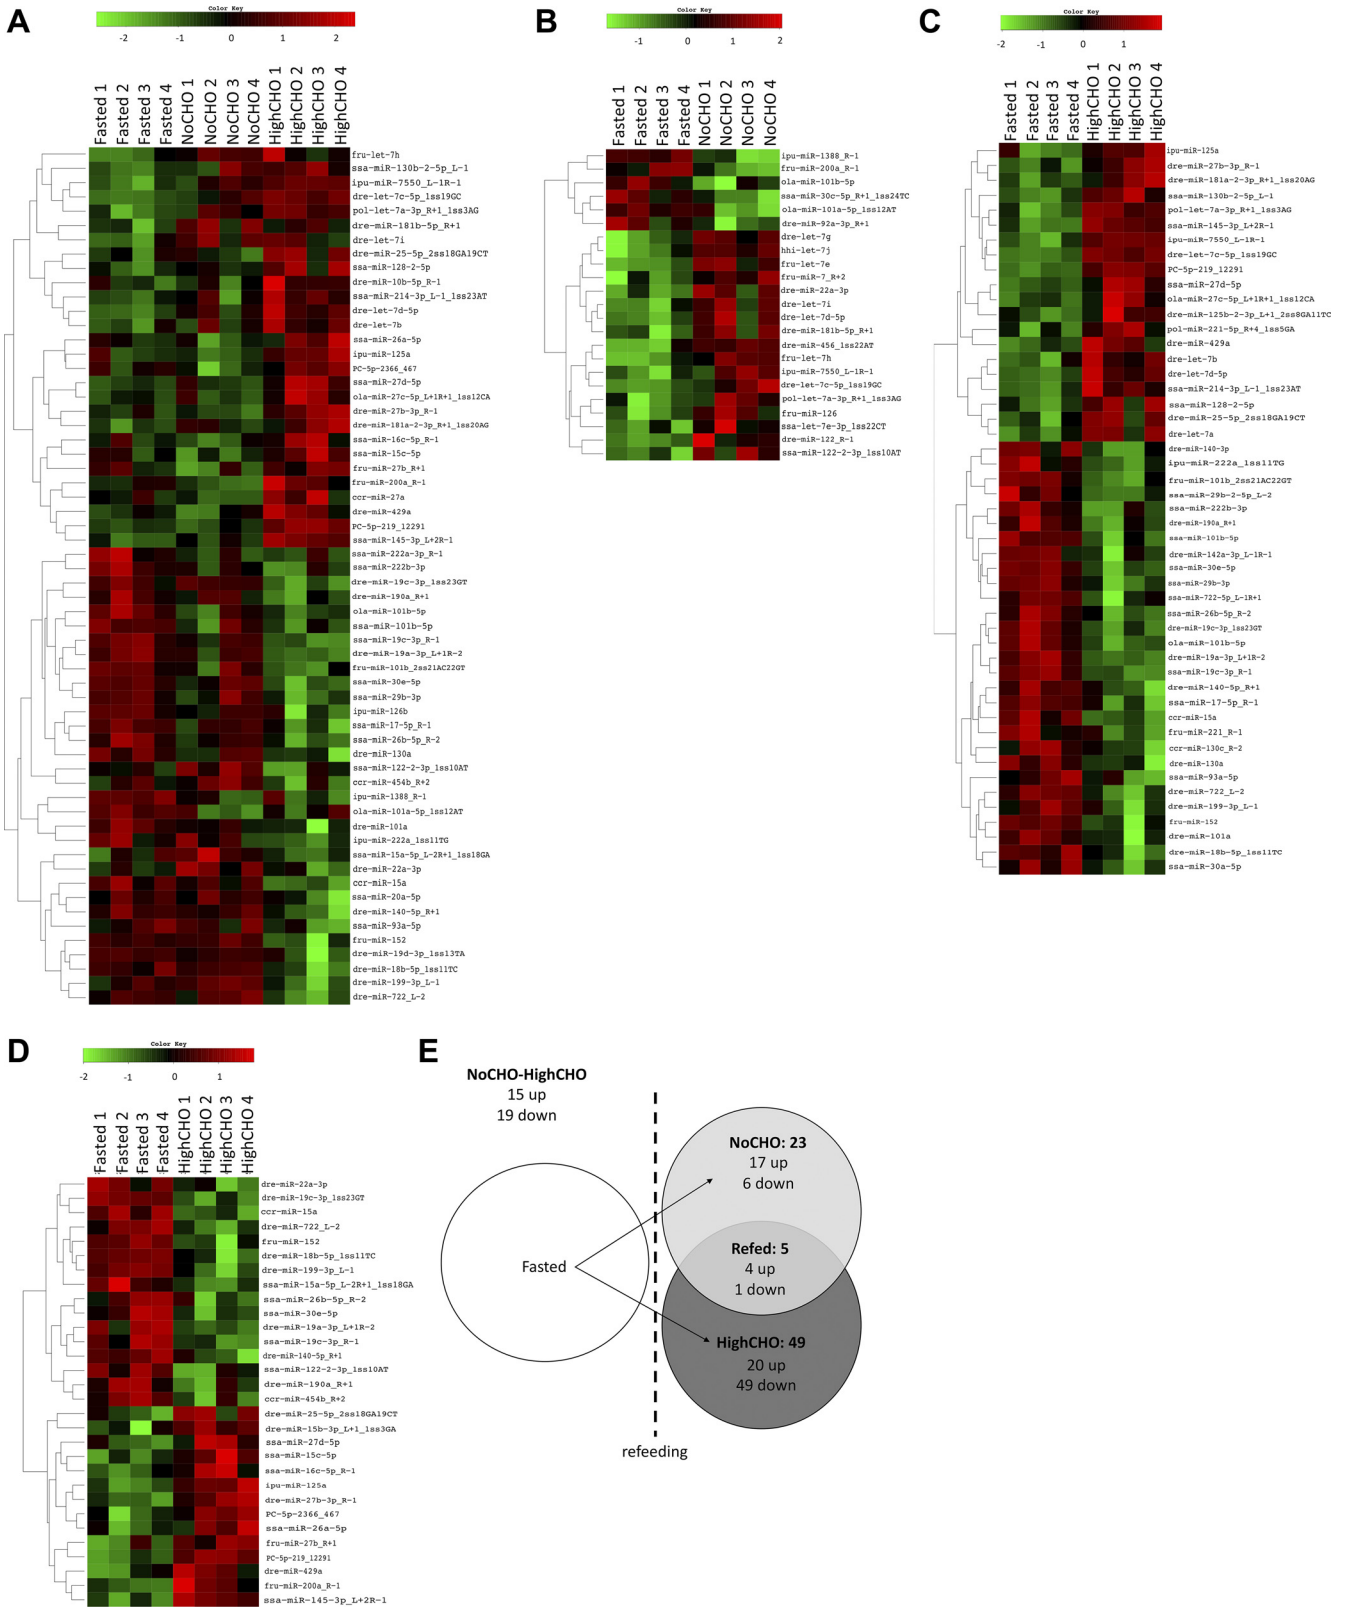 A
Color Key
-2 -1 0 1 2
Fasted 1
Fasted 2
Fasted 3
Fasted 4
NoCHO 1
NoCHO 2
NoCHO 3
NoCHO 4
HighCHO 1
HighCHO 2
HighCHO 3
HighCHO 4
fru-let-7h
ssa-miR-130b-2-5p_L-1
ipu-miR-7550_L-1R-1
dre-let-7c-5p_1ss19GC
pol-let-7a-3p_R+1_1ss3AG
dre-miR-181b-5p_R+1
dre-let-7i
dre-miR-25-5p_2ss18GA19CT
ssa-miR-128-2-5p
dre-miR-10b-5p_R-1
ssa-miR-214-3p_L-1_1ss23AT
dre-let-7d-5p
dre-let-7b
ssa-miR-26a-5p
ipu-miR-125a
PC-5p-2366_467
ssa-miR-27d-5p
ola-miR-27c-5p_L+1R+1_1ss12CA
dre-miR-27b-3p_R-1
dre-miR-181a-2-3p_R+1_1ss20AG
ssa-miR-16c-5p_R-1
ssa-miR-15c-5p
fru-miR-27b_R+1
fru-miR-200a_R-1
ccr-miR-27a
dre-miR-429a
PC-5p-219_12291
ssa-miR-145-3p_L+2R-1
ssa-miR-222a-3p_R-1
ssa-miR-222b-3p
dre-miR-19c-3p_1ss23GT
dre-miR-190a_R+1
ola-miR-101b-5p
ssa-miR-101b-5p
ssa-miR-19c-3p_R-1
dre-miR-19a-3p_L+1R-2
fru-miR-101b_2ss21AC22GT
ssa-miR-30e-5p
ssa-miR-29b-3p
ipu-miR-126b
ssa-miR-17-5p_R-1
ssa-miR-26b-5p_R-2
dre-miR-130a
ssa-miR-122-2-3p_1ss10AT
ccr-miR-454b_R+2
ipu-miR-1388_R-1
ola-miR-101a-5p_1ss12AT
dre-miR-101a
ipu-miR-222a_1ss11TG
ssa-miR-15a-5p_L-2R+1_1ss18GA
dre-miR-22a-3p
ccr-miR-15a
ssa-miR-20a-5p
dre-miR-140-5p_R+1
ssa-miR-93a-5p
fru-miR-152
dre-miR-19d-3p_1ss13TA
dre-miR-18b-5p_1ss11TC
dre-miR-199-3p_L-1
dre-miR-722_L-2
B
Color Key
-1 0 1 2
Fasted 1
Fasted 2
Fasted 3
Fasted 4
NoCHO 1
NoCHO 2
NoCHO 3
NoCHO 4
ipu-miR-1388_R-1
fru-miR-200a_R-1
ola-miR-101b-5p
ssa-miR-30c-5p_R+1_1ss24TC
ola-miR-101a-5p_1ss12AT
dre-miR-92a-3p_R+1
dre-let-7g
hhi-let-7j
fru-let-7e
fru-miR-7_R+2
dre-miR-22a-3p
dre-let-7i
dre-let-7d-5p
dre-miR-181b-5p_R+1
dre-miR-456_1ss22AT
fru-let-7h
ipu-miR-7550_L-1R-1
dre-let-7c-5p_1ss19GC
pol-let-7a-3p_R+1_1ss3AG
fru-miR-126
ssa-let-7e-3p_1ss22CT
dre-miR-122_R-1
ssa-miR-122-2-3p_1ss10AT
C
Color Key
-2 -1 0 1
Fasted 1
Fasted 2
Fasted 3
Fasted 4
HighCHO 1
HighCHO 2
HighCHO 3
HighCHO 4
ipu-miR-125a
dre-miR-27b-3p_R-1
dre-miR-181a-2-3p_R+1_1ss20AG
ssa-miR-130b-2-5p_L-1
pol-let-7a-3p_R+1_1ss3AG
ssa-miR-145-3p_L+2R-1
ipu-miR-7550_L-1R-1
dre-let-7c-5p_1ss19GC
PC-5p-219_12291
ssa-miR-27d-5p
ola-miR-27c-5p_L+1R+1_1ss12CA
dre-miR-125b-2-3p_L+1_2ss8GA11TC
pol-miR-221-5p_R+4_1ss5GA
dre-miR-429a
dre-let-7b
dre-let-7d-5p
ssa-miR-214-3p_L-1_1ss23AT
ssa-miR-128-2-5p
dre-miR-25-5p_2ss18GA19CT
dre-let-7a
dre-miR-140-3p
ipu-miR-222a_1ss11TG
fru-miR-101b_2ss21AC22GT
ssa-miR-29b-2-5p_L-2
ssa-miR-222b-3p
dre-miR-190a_R+1
ssa-miR-101b-5p
dre-miR-142a-3p_L-1R-1
ssa-miR-30e-5p
ssa-miR-29b-3p
ssa-miR-722-5p_L-1R+1
ssa-miR-26b-5p_R-2
dre-miR-19c-3p_1ss23GT
ola-miR-101b-5p
dre-miR-19a-3p_L+1R-2
ssa-miR-19c-3p_R-1
dre-miR-140-5p_R+1
ssa-miR-17-5p_R-1
ccr-miR-15a
fru-miR-221_R-1
ccr-miR-130c_R-2
dre-miR-130a
ssa-miR-93a-5p
dre-miR-722_L-2
dre-miR-199-3p_L-1
fru-miR-152
dre-miR-101a
dre-miR-18b-5p_1ss11TC
ssa-miR-30a-5p
D
Color Key
-2 -1 0 1
Fasted 1
Fasted 2
Fasted 3
Fasted 4
HighCHO 1
HighCHO 2
HighCHO 3
HighCHO 4
dre-miR-22a-3p
dre-miR-19c-3p_1ss23GT
ccr-miR-15a
dre-miR-722_L-2
fru-miR-152
dre-miR-18b-5p_1ss11TC
dre-miR-199-3p_L-1
ssa-miR-15a-5p_L-2R+1_1ss18GA
ssa-miR-26b-5p_R-2
ssa-miR-30e-5p
dre-miR-19a-3p_L+1R-2
ssa-miR-19c-3p_R-1
dre-miR-140-5p_R+1
ssa-miR-122-2-3p_1ss10AT
dre-miR-190a_R+1
ccr-miR-454b_R+2
dre-miR-25-5p_2ss18GA19CT
dre-miR-15b-3p_L+1_1ss3GA
ssa-miR-27d-5p
ssa-miR-15c-5p
ssa-miR-16c-5p_R-1
ipu-miR-125a
dre-miR-27b-3p_R-1
PC-5p-2366_467
ssa-miR-26a-5p
fru-miR-27b_R+1
PC-5p-219_12291
dre-miR-429a
fru-miR-200a_R-1
ssa-miR-145-3p_L+2R-1
E
NoCHO-HighCHO
15 up
19 down
Fasted
NoCHO: 23
17 up
6 down
Refed: 5
4 up
1 down
HighCHO: 49
20 up
49 down
refeeding